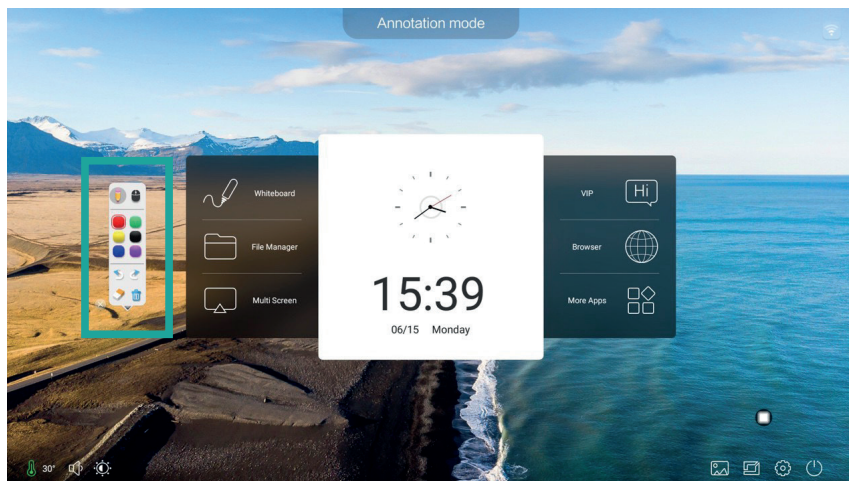 Annotation mode
Whiteboard
File Manager
Multi Screen
15:39
06/15 Monday
VIP
Hi
Browser
More Apps
30°